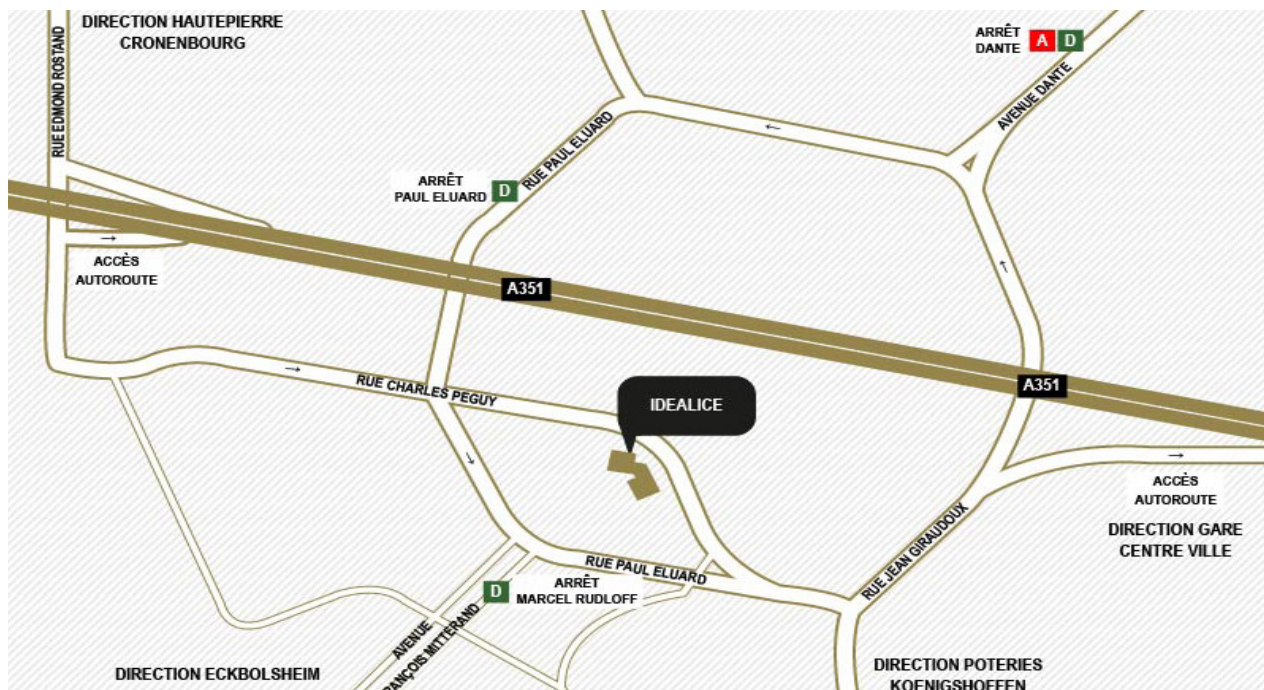 DIRECTION HAUTEPIERRE
CRONENBOURG
RUE EDMOND ROSTAND
ARRÊT
DANTE
A
D
AVENUE DANTE
←
RUE PAUL ELUARD
ARRÊT
PAUL ELUARD
D
→
ACCÈS
AUTOROUTE
A351
A351
→
RUE CHARLES PEGUY
IDEALICE
→
ACCÈS
AUTOROUTE
DIRECTION GARE
CENTRE VILLE
RUE JEAN GIRAUDOUX
RUE PAUL ELUARD
D
ARRÊT
MARCEL RUDLOFF
AVENUE
FRANÇOIS MITTERAND
DIRECTION ECKBOLSHEIM
DIRECTION POTERIES
KOENIGSHOFFEN